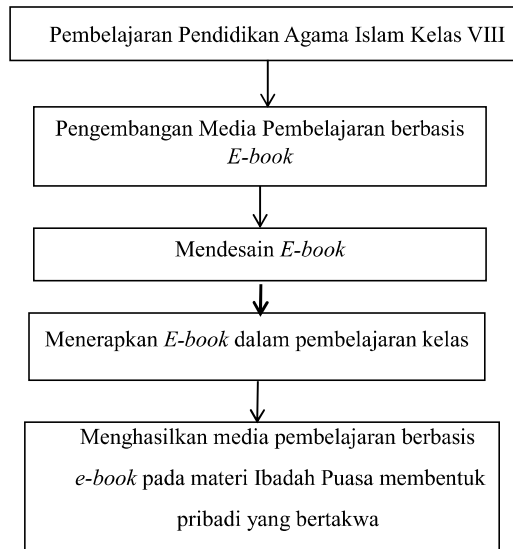 Pembelajaran Pendidikan Agama Islam Kelas VIII
Pengembangan Media Pembelajaran berbasis
E-book
Mendesain E-book
Menerapkan E-book dalam pembelajaran kelas
Menghasilkan media pembelajaran berbasis
e-book pada materi Ibadah Puasa membentuk
pribadi yang bertakwa